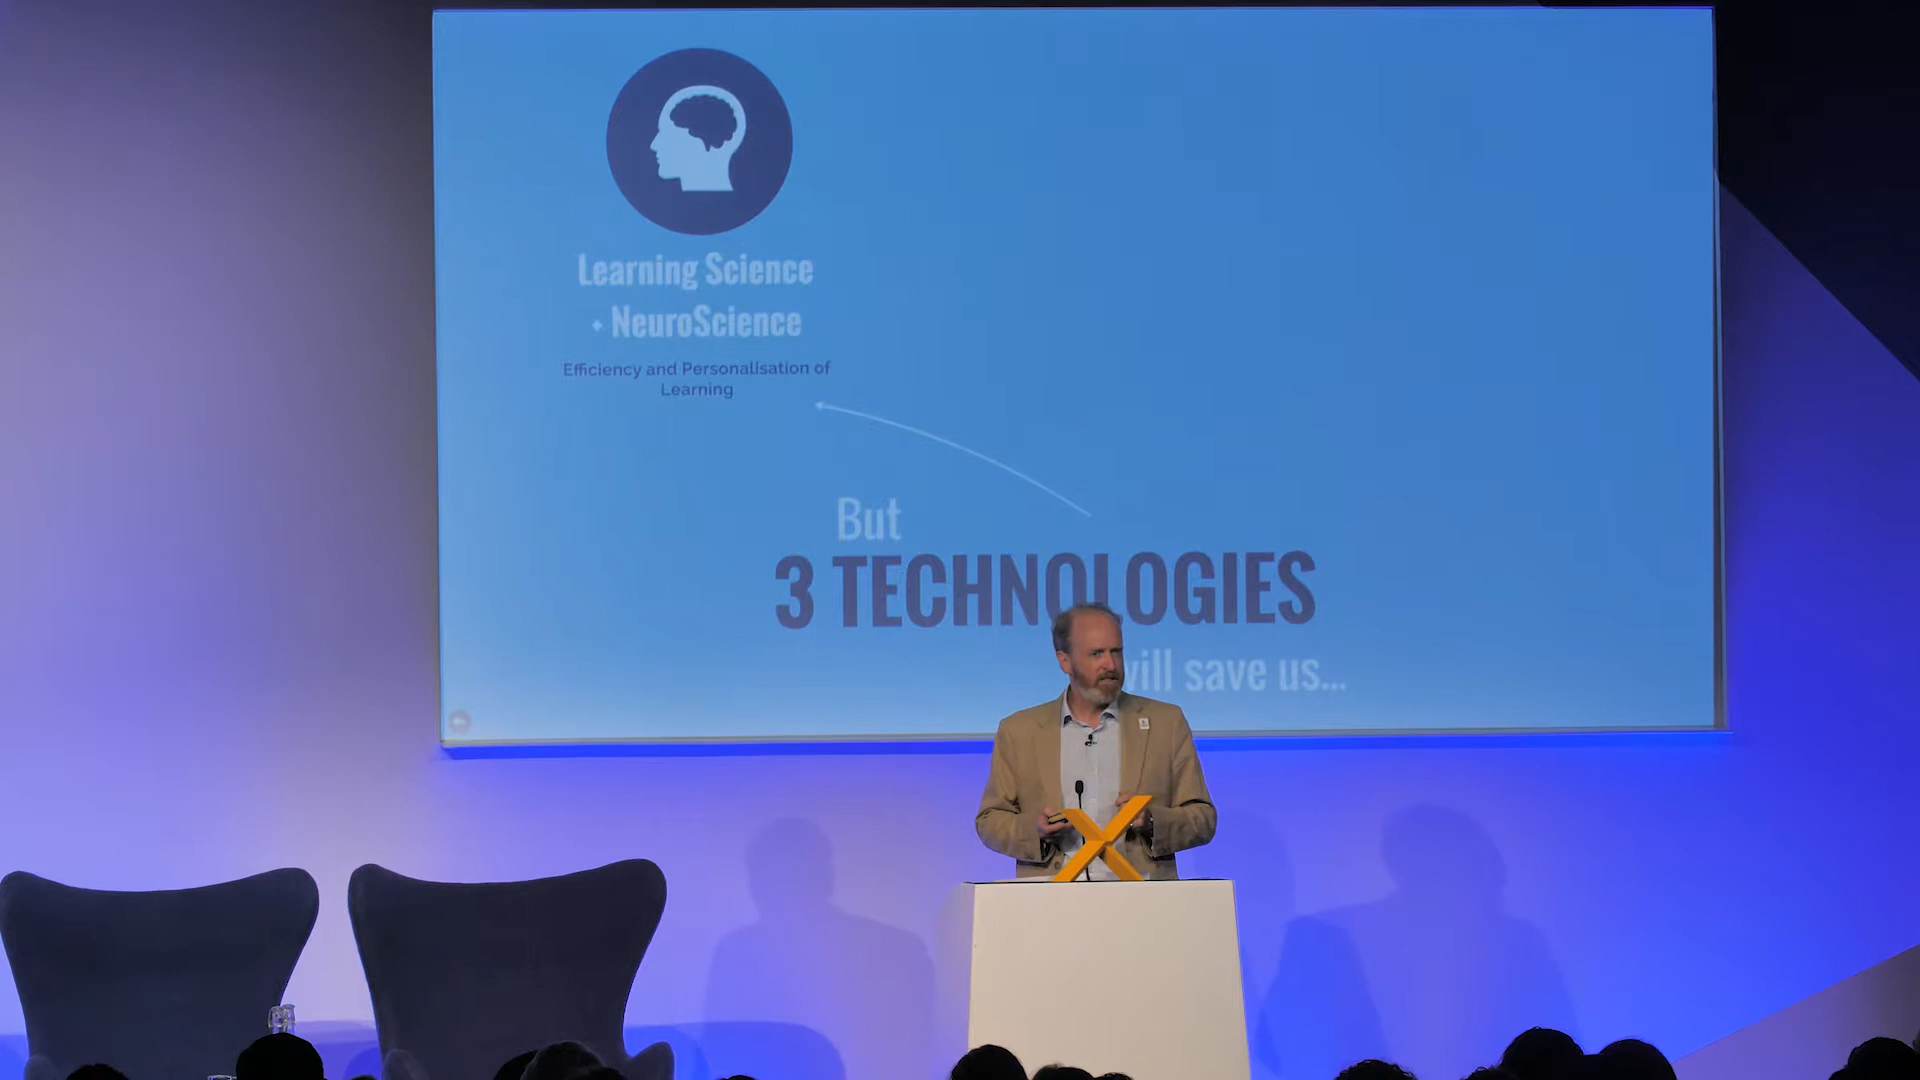 Learning Science
+ NeuroScience
Efficiency and Personalisation of
Learning
But
3 TECHNOLOGIES
will save us...
X